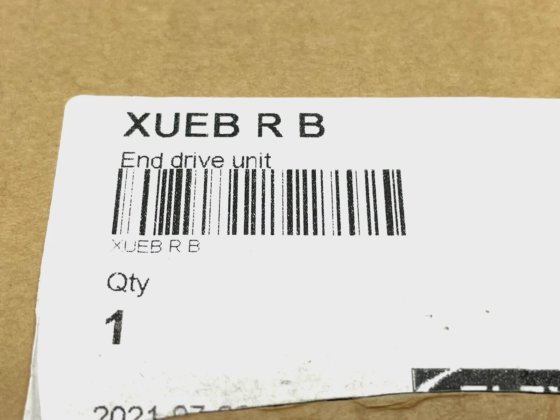 XUEB R B
End drive unit
XUEB R B
Qty
1